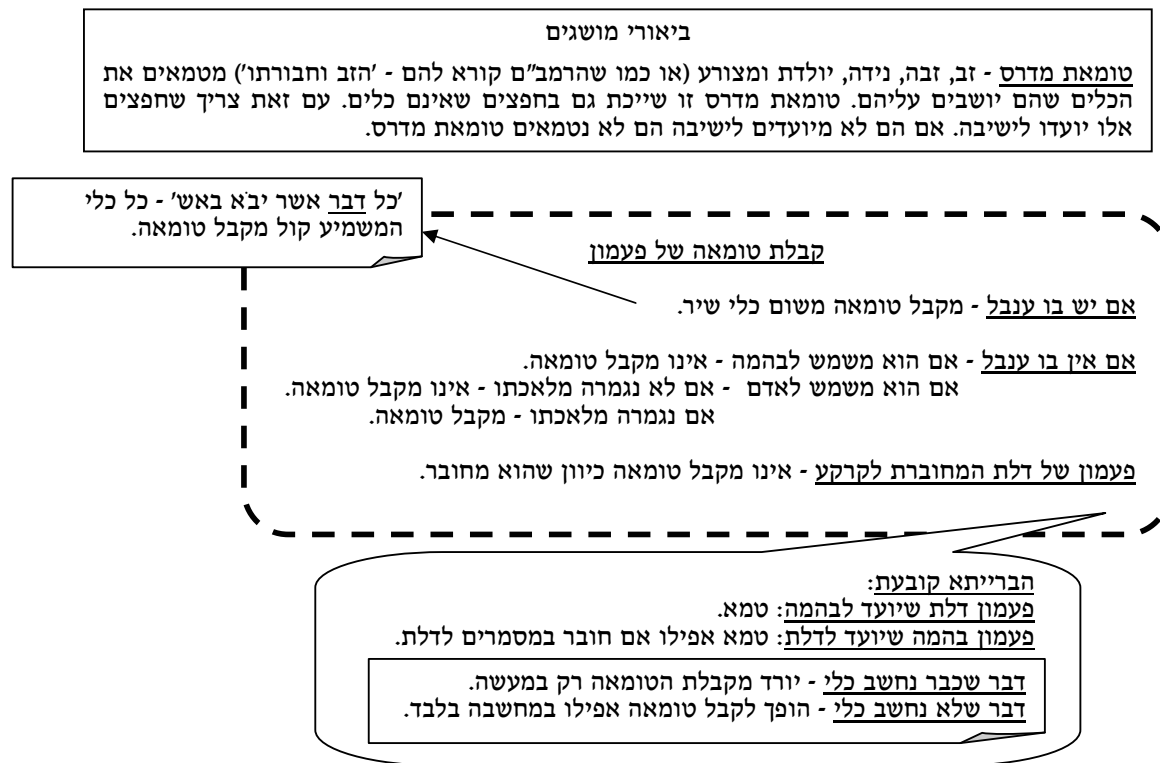 ביאורי מושגים
טומאת מדרס - זב, זבה, נידה, יולדת ומצורע (או כמו שהרמב"ם קורא להם - 'הזב וחבורתו') מטמאים את
הכלים שהם יושבים עליהם. טומאת מדרס זו שייכת גם בחפצים שאינם כלים. עם זאת צריך שחפצים
אלו יועדו לישיבה. אם הם לא מיועדים לישיבה הם לא נטמאים טומאת מדרס.
'כל דבר אשר יבֹא באש' - כל כלי
המשמיע קול מקבל טומאה.
קבלת טומאה של פעמון
אם יש בו ענבל - מקבל טומאה משום כלי שיר.
אם אין בו ענבל - אם הוא משמש לבהמה - אינו מקבל טומאה.
אם הוא משמש לאדם - אם לא נגמרה מלאכתו - אינו מקבל טומאה.
אם נגמרה מלאכתו - מקבל טומאה.
פעמון של דלת המחוברת לקרקע - אינו מקבל טומאה כיוון שהוא מחובר.
הברייתא קובעת:
פעמון דלת שיועד לבהמה: טמא.
פעמון בהמה שיועד לדלת: טמא אפילו אם חובר במסמרים לדלת.
דבר שכבר נחשב כלי - יורד מקבלת הטומאה רק במעשה.
דבר שלא נחשב כלי - הופך לקבל טומאה אפילו במחשבה בלבד.